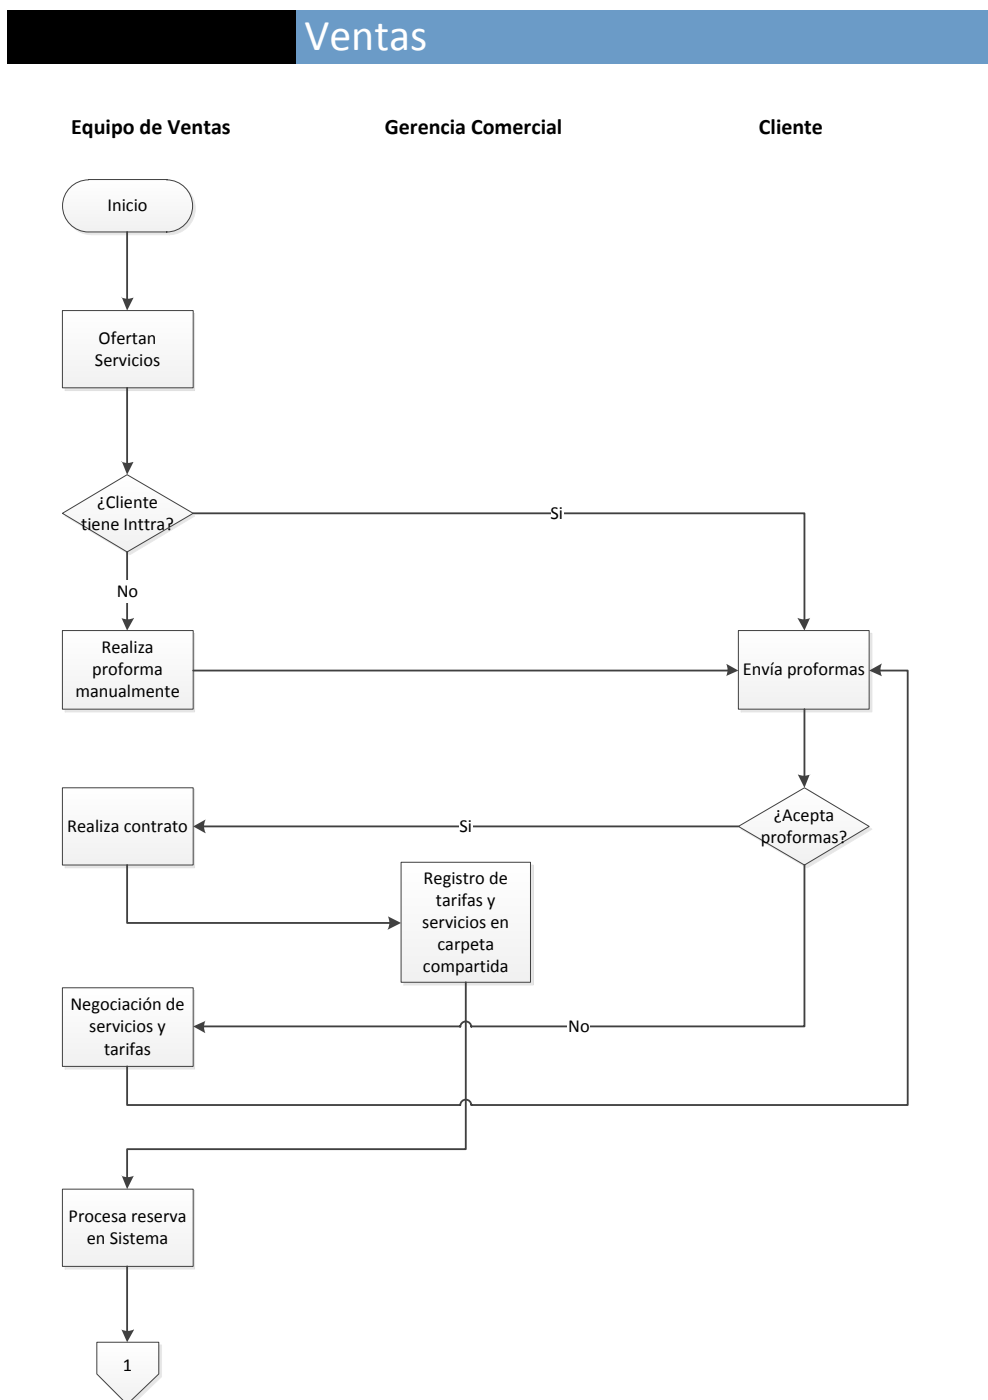 Ventas
Equipo de Ventas
Gerencia Comercial
Cliente
Inicio
Ofertan
Servicios
¿Cliente
tiene Inttra?
Si
No
Realiza
proforma
manualmente
Envía proformas
¿Acepta
proformas?
Si
Realiza contrato
Registro de
tarifas y
servicios en
carpeta
compartida
Negociación de
servicios y
tarifas
No
Procesa reserva
en Sistema
1